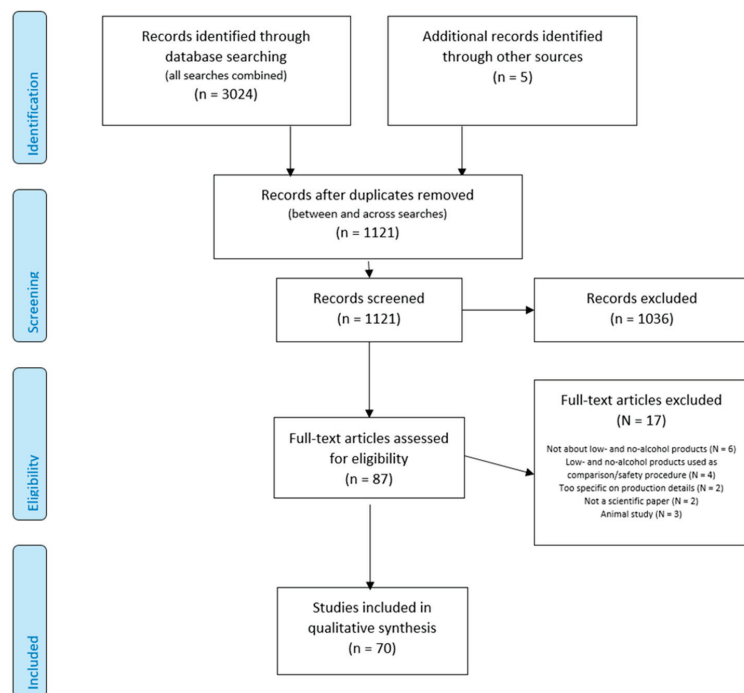 Identification
Records identified through
database searching
(all searches combined)
(n = 3024)
Additional records identified
through other sources
(n = 5)
Screening
Records after duplicates removed
(between and across searches)
(n = 1121)
Records screened
(n = 1121)
Records excluded
(n = 1036)
Eligibility
Full-text articles assessed
for eligibility
(n = 87)
Full-text articles excluded
(N = 17)
Not about low- and no-alcohol products (N = 6)
Low- and no-alcohol products used as
comparison/safety procedure (N = 4)
Too specific on production details (N = 2)
Not a scientific paper (N = 2)
Animal study (N = 3)
Included
Studies included in
qualitative synthesis
(n = 70)